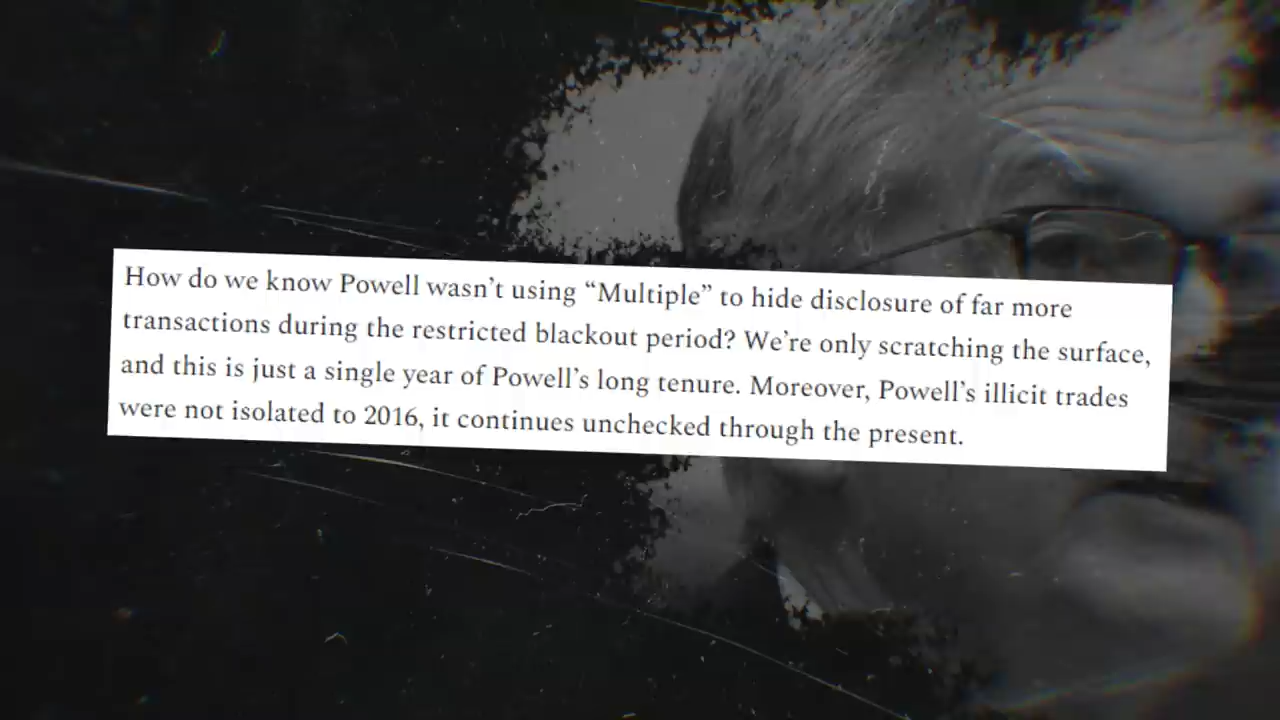 How do we know Powell wasn’t using “Multiple” to hide disclosure of far more
transactions during the restricted blackout period? We’re only scratching the surface,
and this is just a single year of Powell’s long tenure. Moreover, Powell’s illicit trades
were not isolated to 2016, it continues unchecked through the present.